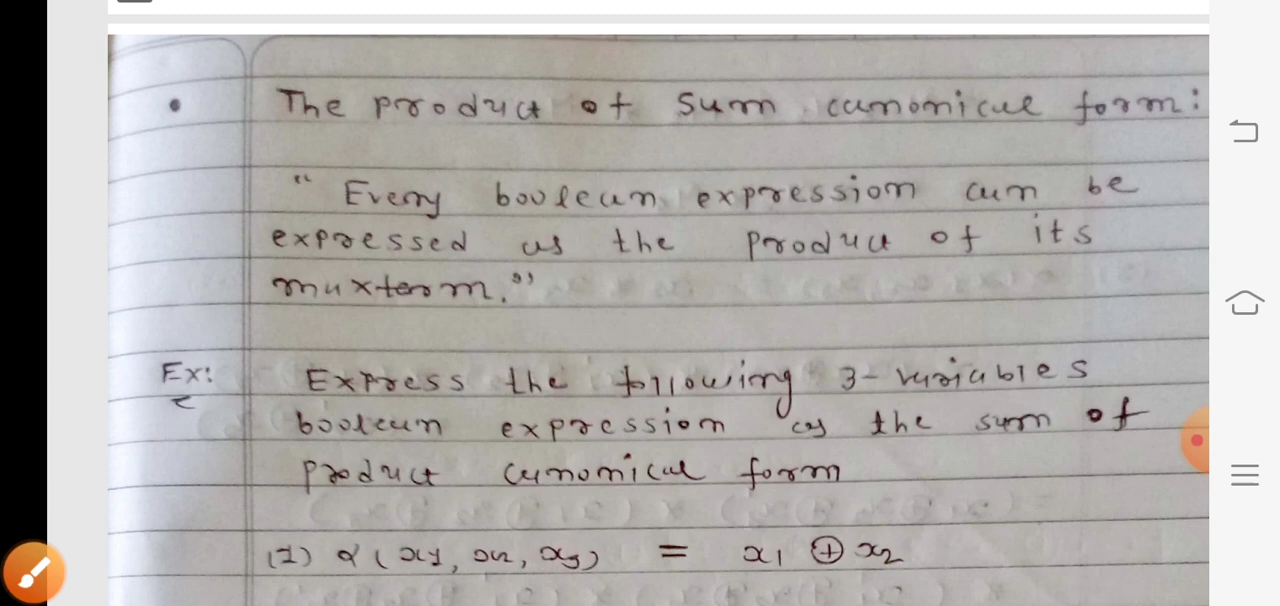 • The product of sum canonical form:
“ Every boolean expression can be
expressed as the product of its
maxterm.”
Ex: Express the following 3-variables
boolean expression as the sum of
product canonical form
(1) α(x1, x2, x3) = x1 ⊕ x2